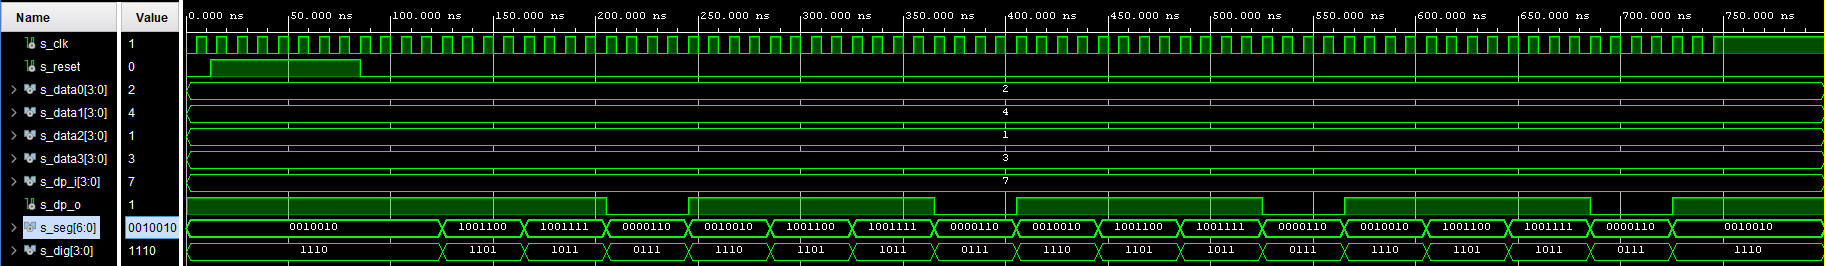 Name Value 0.000 ns 50.000 ns 100.000 ns 150.000 ns 200.000 ns 250.000 ns 300.000 ns 350.000 ns 400.000 ns 450.000 ns 500.000 ns 550.000 ns 600.000 ns 650.000 ns 700.000 ns 750.000 ns
s_clk 1
s_reset 0
s_data0[3:0] 2 2
s_data1[3:0] 4 4
s_data2[3:0] 1 1
s_data3[3:0] 3 3
s_dp_i[3:0] 7 7
s_dp_o 1
s_seg[6:0] 0010010 0010010 1001100 1001111 0000110 0010010 1001100 1001111 0000110 0010010 1001100 1001111 0000110 0010010 1001100 1001111 0000110 0010010
s_dig[3:0] 1110 1110 1101 1011 0111 1110 1101 1011 0111 1110 1101 1011 0111 1110 1101 1011 0111 1110